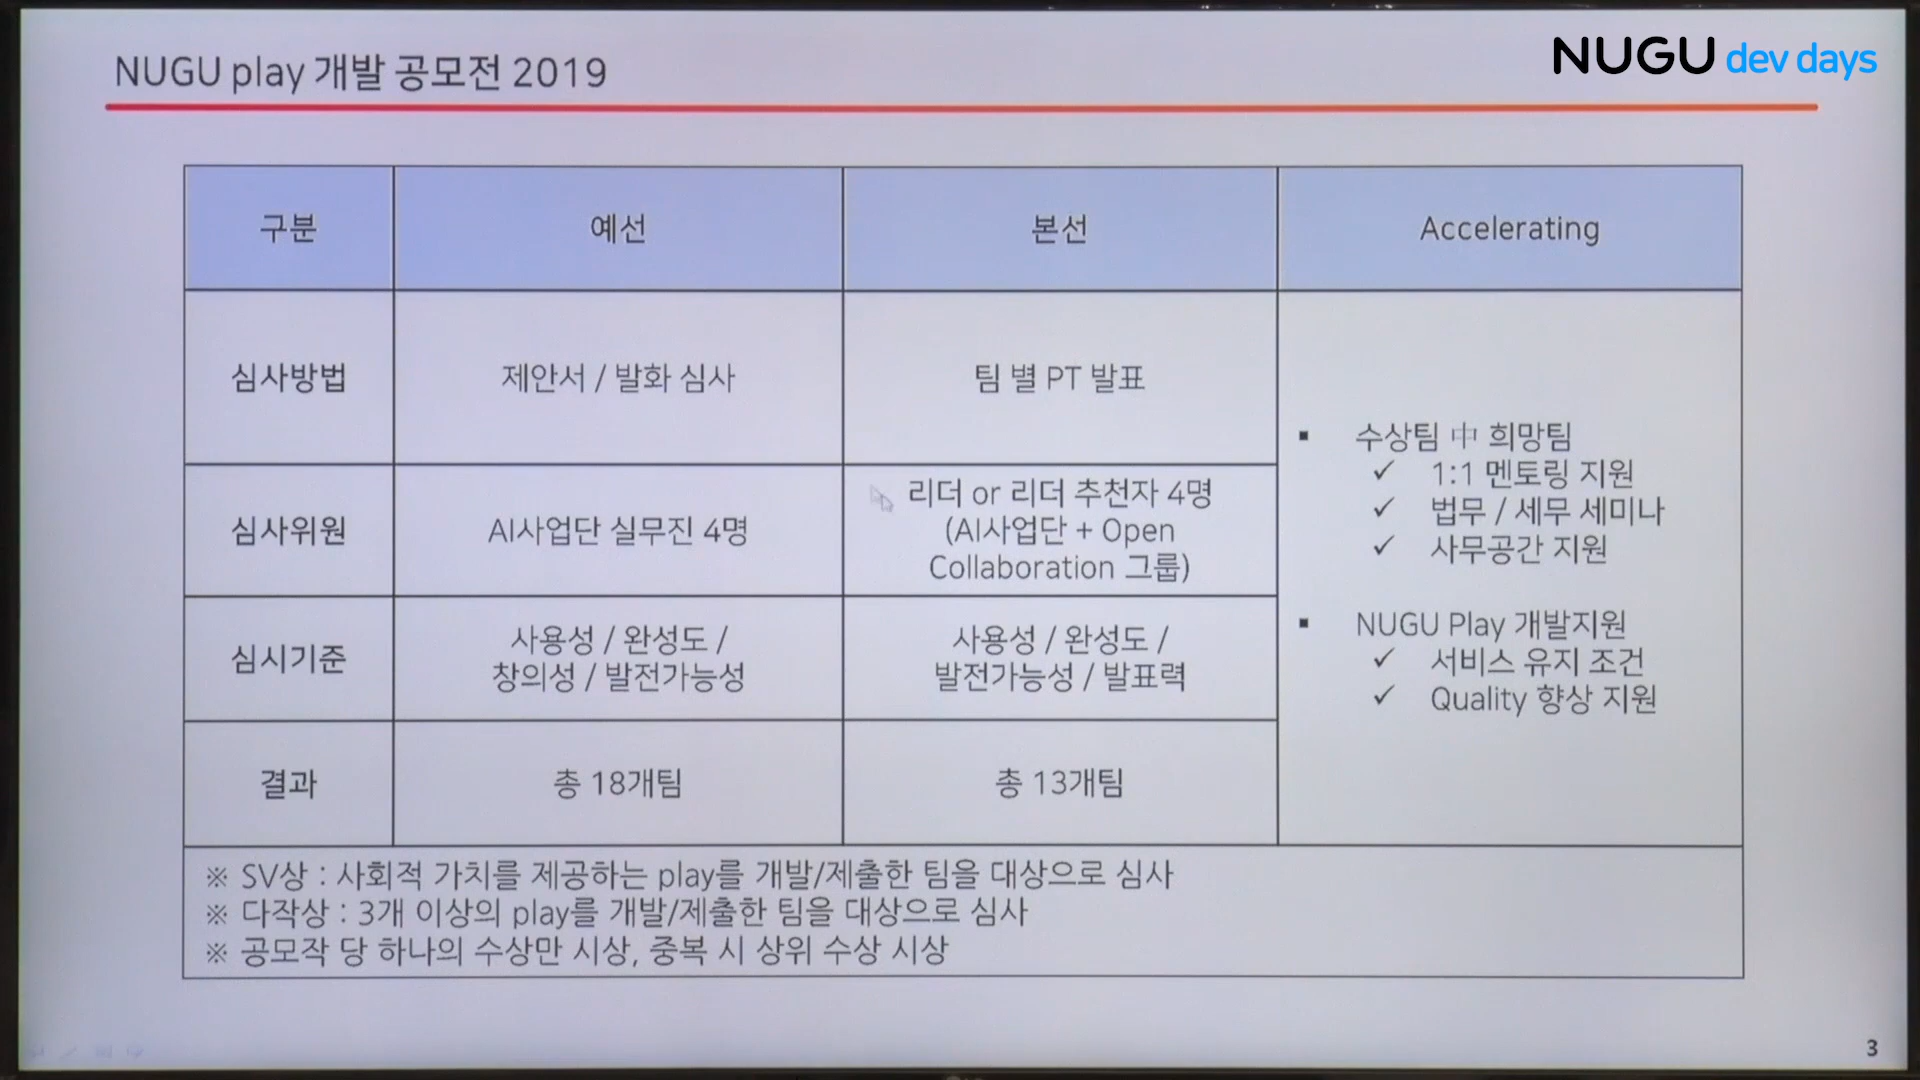 NUGU play 개발 공모전 2019
NUGU dev days
구분
예선
본선
Accelerating
심사방법
제안서 / 발화 심사
팀 별 PT 발표
심사위원
AI사업단 실무진 4명
리더 or 리더 추천자 4명
(AI사업단 + Open
Collaboration 그룹)
심시기준
사용성 / 완성도 /
창의성 / 발전가능성
사용성 / 완성도 /
발전가능성 / 발표력
결과
총 18개팀
총 13개팀
▪ 수상팀 中 희망팀
✓ 1:1 멘토링 지원
✓ 법무 / 세무 세미나
✓ 사무공간 지원
▪ NUGU Play 개발지원
✓ 서비스 유지 조건
✓ Quality 향상 지원
※ SV상 : 사회적 가치를 제공하는 play를 개발/제출한 팀을 대상으로 심사
※ 다작상 : 3개 이상의 play를 개발/제출한 팀을 대상으로 심사
※ 공모작 당 하나의 수상만 시상, 중복 시 상위 수상 시상
3